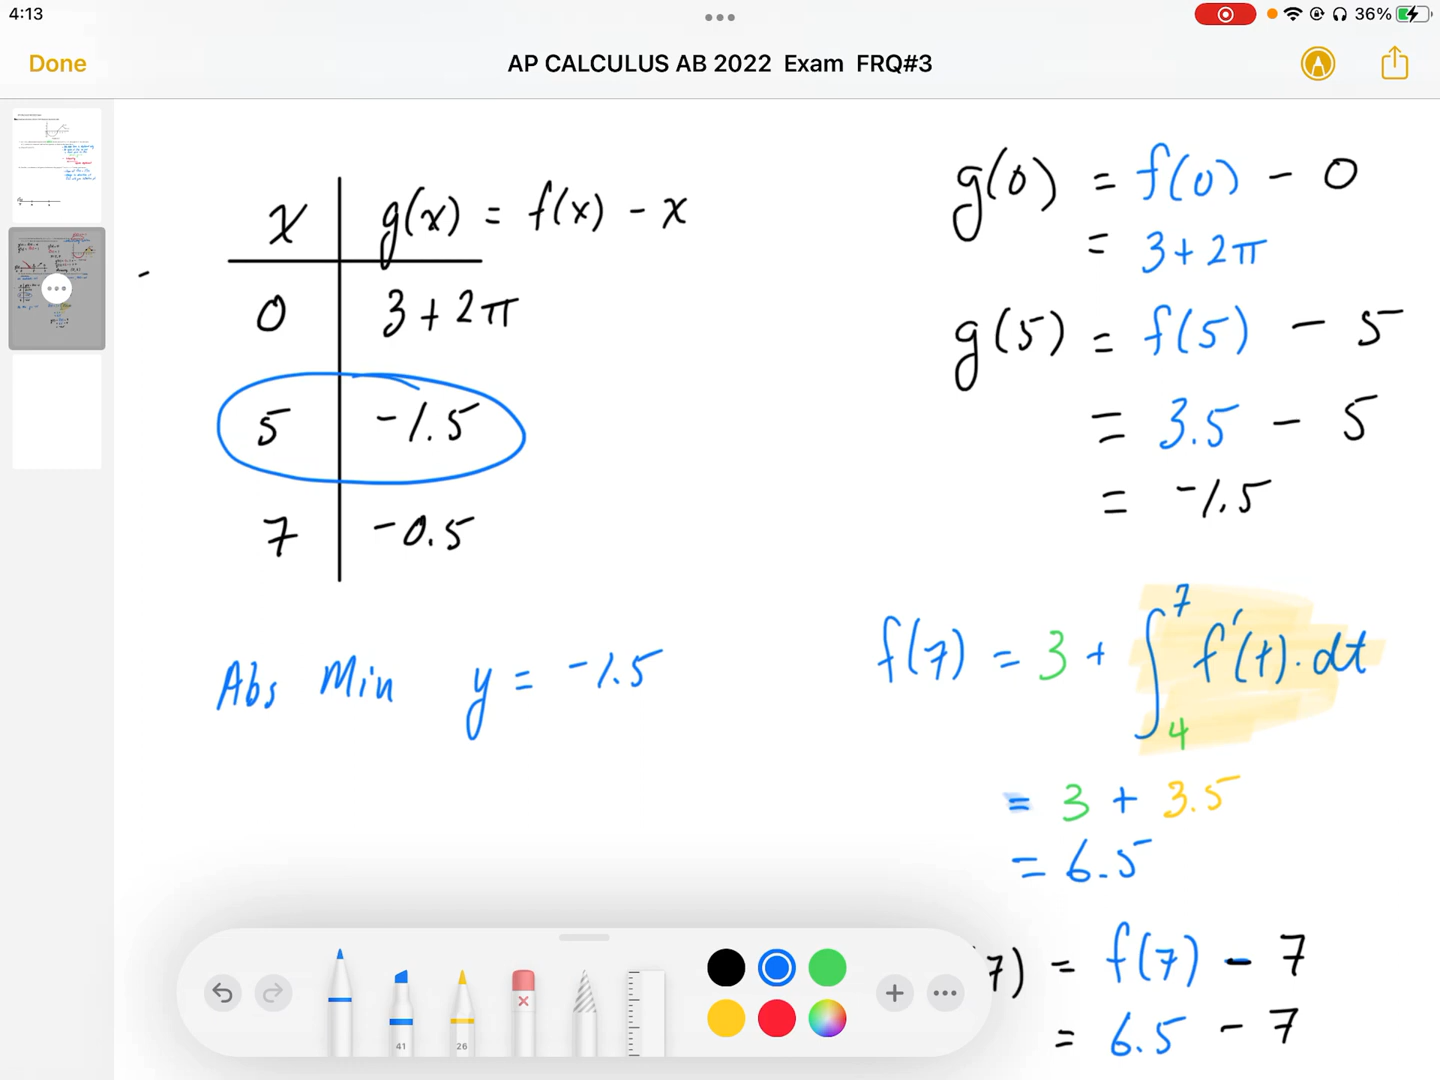 4:13
36%
Done
AP CALCULUS AB 2022 Exam FRQ#3
x g(x) = f(x) - x
0 3 + 2π
5 -1.5
7 -0.5
Abs Min y = -1.5
g(0) = f(0) - 0
= 3 + 2π
g(5) = f(5) - 5
= 3.5 - 5
= -1.5
f(7) = 3 + ∫₄⁷ f'(t)·dt
= 3 + 3.5
= 6.5
7) = f(7) - 7
= 6.5 - 7
41
26